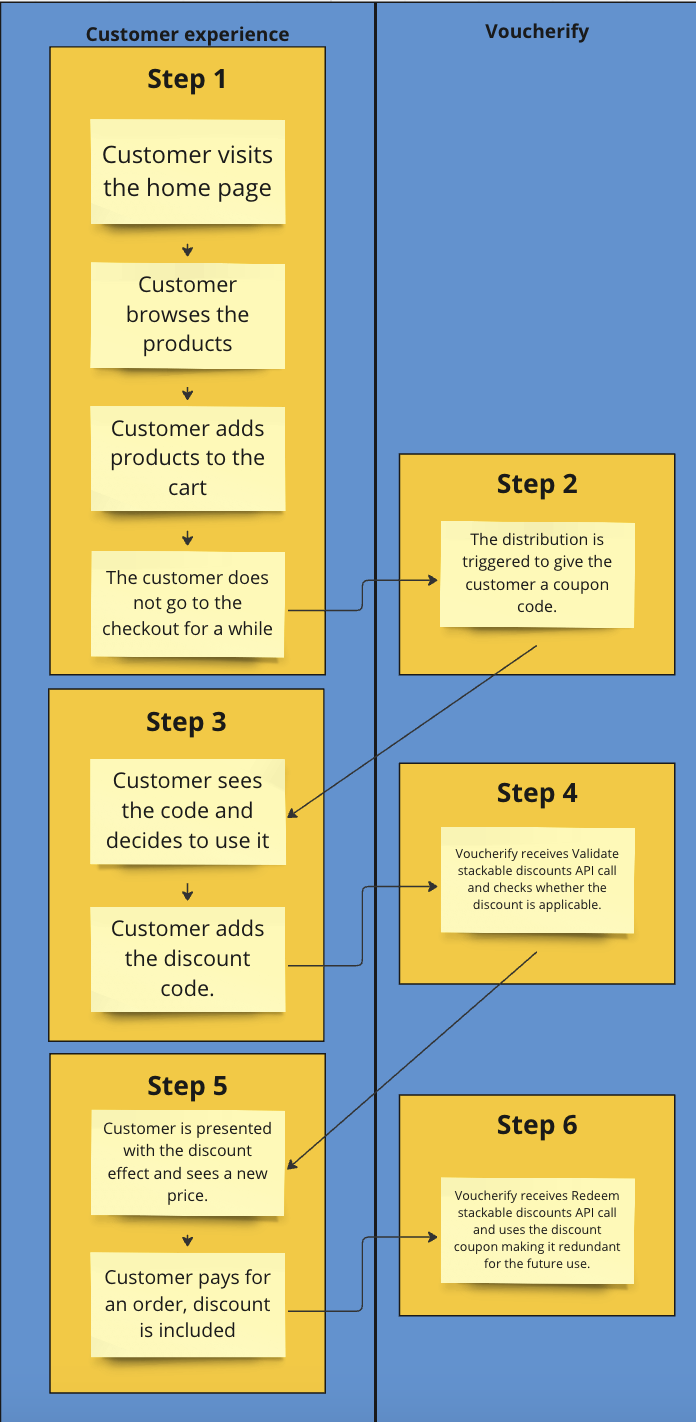 Customer experience
Voucherify
Step 1
Customer visits
the home page
Customer
browses the
products
Customer adds
products to the
cart
The customer does
not go to the
checkout for a while
Step 2
The distribution is
triggered to give the
customer a coupon
code.
Step 3
Customer sees
the code and
decides to use it
Customer adds
the discount
code.
Step 4
Voucherify receives Validate
stackable discounts API call
and checks whether the
discount is applicable.
Step 5
Customer is presented
with the discount
effect and sees a new
price.
Customer pays for
an order, discount
is included
Step 6
Voucherify receives Redeem
stackable discounts API call
and uses the discount
coupon making it redundant
for the future use.